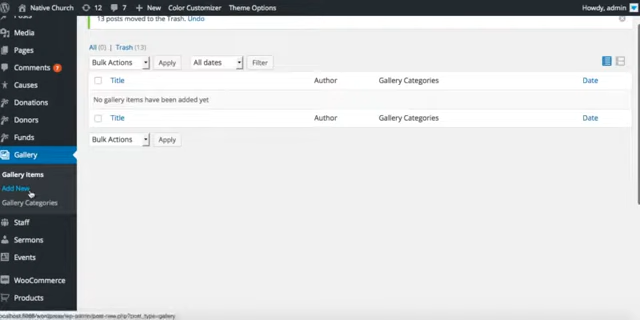 Native Church 12 7 + New Color Customizer Theme Options Howdy, admin
Posts
Media
Pages
Comments 7
Causes
Donations
Donors
Funds
Gallery
Gallery Items
Add New
Gallery Categories
Staff
Sermons
Events
WooCommerce
Products
13 posts moved to the Trash. Undo
All (0) | Trash (13)
Bulk Actions Apply All dates Filter
Title Author Gallery Categories Date
No gallery items have been added yet
Title Author Gallery Categories Date
Bulk Actions Apply